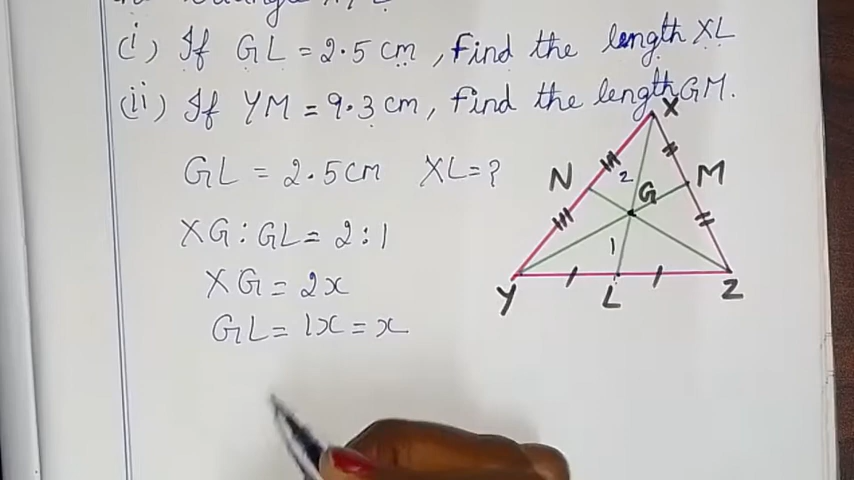 (i) If GL = 2.5 cm, find the length XL
(ii) If YM = 9.3 cm, find the length GM.
GL = 2.5cm XL=?
XG : GL = 2:1
XG = 2x
GL = 1x = x
X
N
2
G
M
1
Y
L
Z